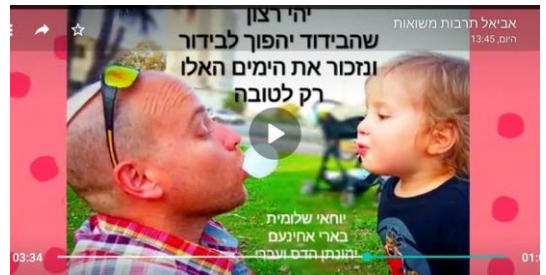 אביאל תרבות משואות
היום, 13:45
יהי רצון
שהבידוד יהפוך לבידור
ונזכור את הימים האלו
רק לטובה
יוחאי שלומית
בארי אחינעם
יהונתן הדס ועברי
03:34